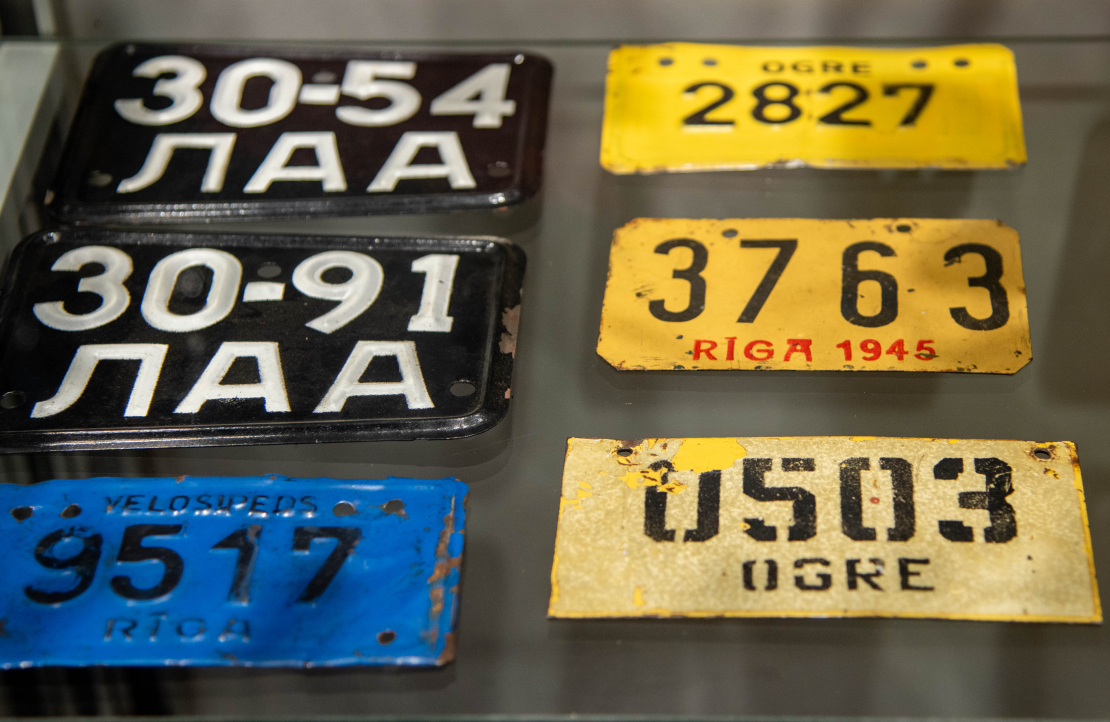 30-54
ЛАА
30-91
ЛАА
VELOSIPEDS
9517
RĪGA
OGRE
2827
3763
RĪGA 1945
0503
OGRE